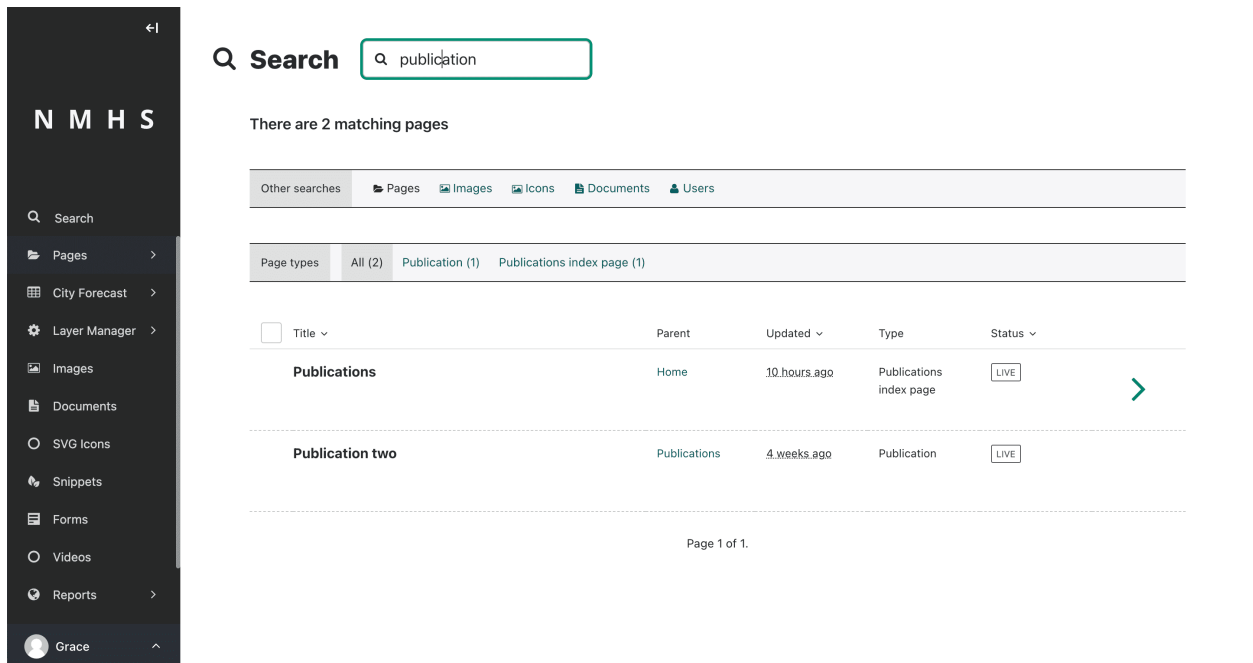 NMHS
Search
Pages
City Forecast
Layer Manager
Images
Documents
SVG Icons
Snippets
Forms
Videos
Reports
Grace
Search
publication
There are 2 matching pages
Other searches Pages Images Icons Documents Users
Page types All (2) Publication (1) Publications index page (1)
Title Parent Updated Type Status
Publications Home 10 hours ago Publications LIVE
index page
Publication two Publications 4 weeks ago Publication LIVE
Page 1 of 1.